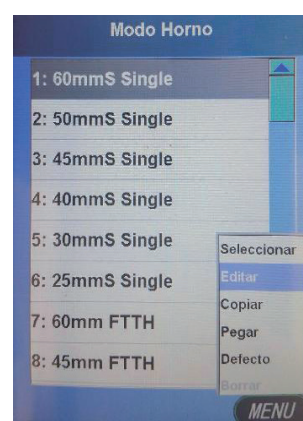 Modo Horno
1: 60mmS Single
2: 50mmS Single
3: 45mmS Single
4: 40mmS Single
5: 30mmS Single
6: 25mmS Single
7: 60mm FTTH
8: 45mm FTTH
Seleccionar
Editar
Copiar
Pegar
Defecto
Borrar
MENU